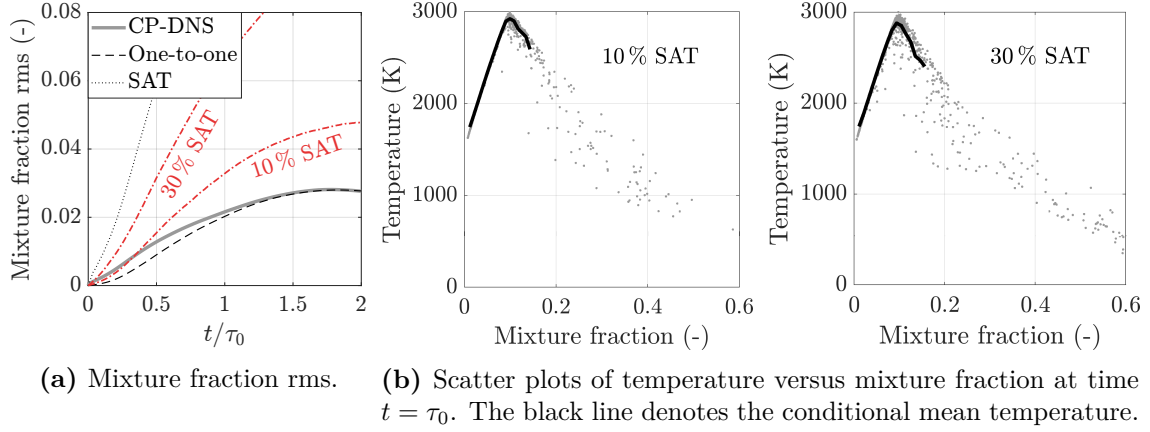 Mixture fraction rms (-)
0.08
0.06
0.04
0.02
0
CP-DNS
One-to-one
SAT
30 % SAT
10 % SAT
0 0.5 1 1.5 2
t/τ₀
Temperature (K)
3000
2000
1000
0
10 % SAT
0 0.2 0.4 0.6
Mixture fraction (-)
Temperature (K)
3000
2000
1000
0
30 % SAT
0 0.2 0.4 0.6
Mixture fraction (-)
(a) Mixture fraction rms.
(b) Scatter plots of temperature versus mixture fraction at time
t = τ₀. The black line denotes the conditional mean temperature.